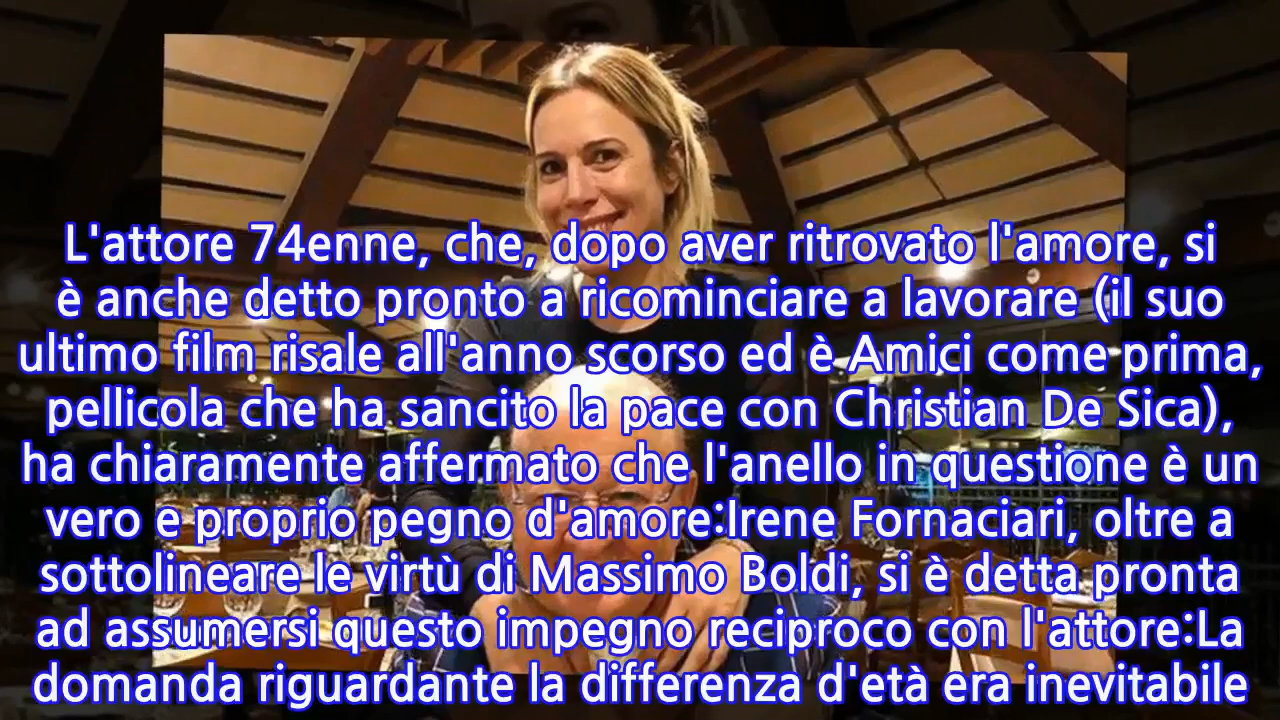 L'attore 74enne, che, dopo aver ritrovato l'amore, si
è anche detto pronto a ricominciare a lavorare (il suo
ultimo film risale all'anno scorso ed è Amici come prima,
pellicola che ha sancito la pace con Christian De Sica),
ha chiaramente affermato che l'anello in questione è un
vero e proprio pegno d'amore:Irene Fornaciari, oltre a
sottolineare le virtù di Massimo Boldi, si è detta pronta
ad assumersi questo impegno reciproco con l'attore:La
domanda riguardante la differenza d'età era inevitabile